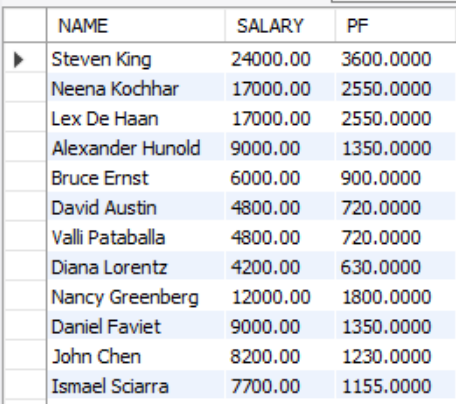 NAME SALARY PF
Steven King 24000.00 3600.0000
Neena Kochhar 17000.00 2550.0000
Lex De Haan 17000.00 2550.0000
Alexander Hunold 9000.00 1350.0000
Bruce Ernst 6000.00 900.0000
David Austin 4800.00 720.0000
Valli Pataballa 4800.00 720.0000
Diana Lorentz 4200.00 630.0000
Nancy Greenberg 12000.00 1800.0000
Daniel Faviet 9000.00 1350.0000
John Chen 8200.00 1230.0000
Ismael Sciarra 7700.00 1155.0000